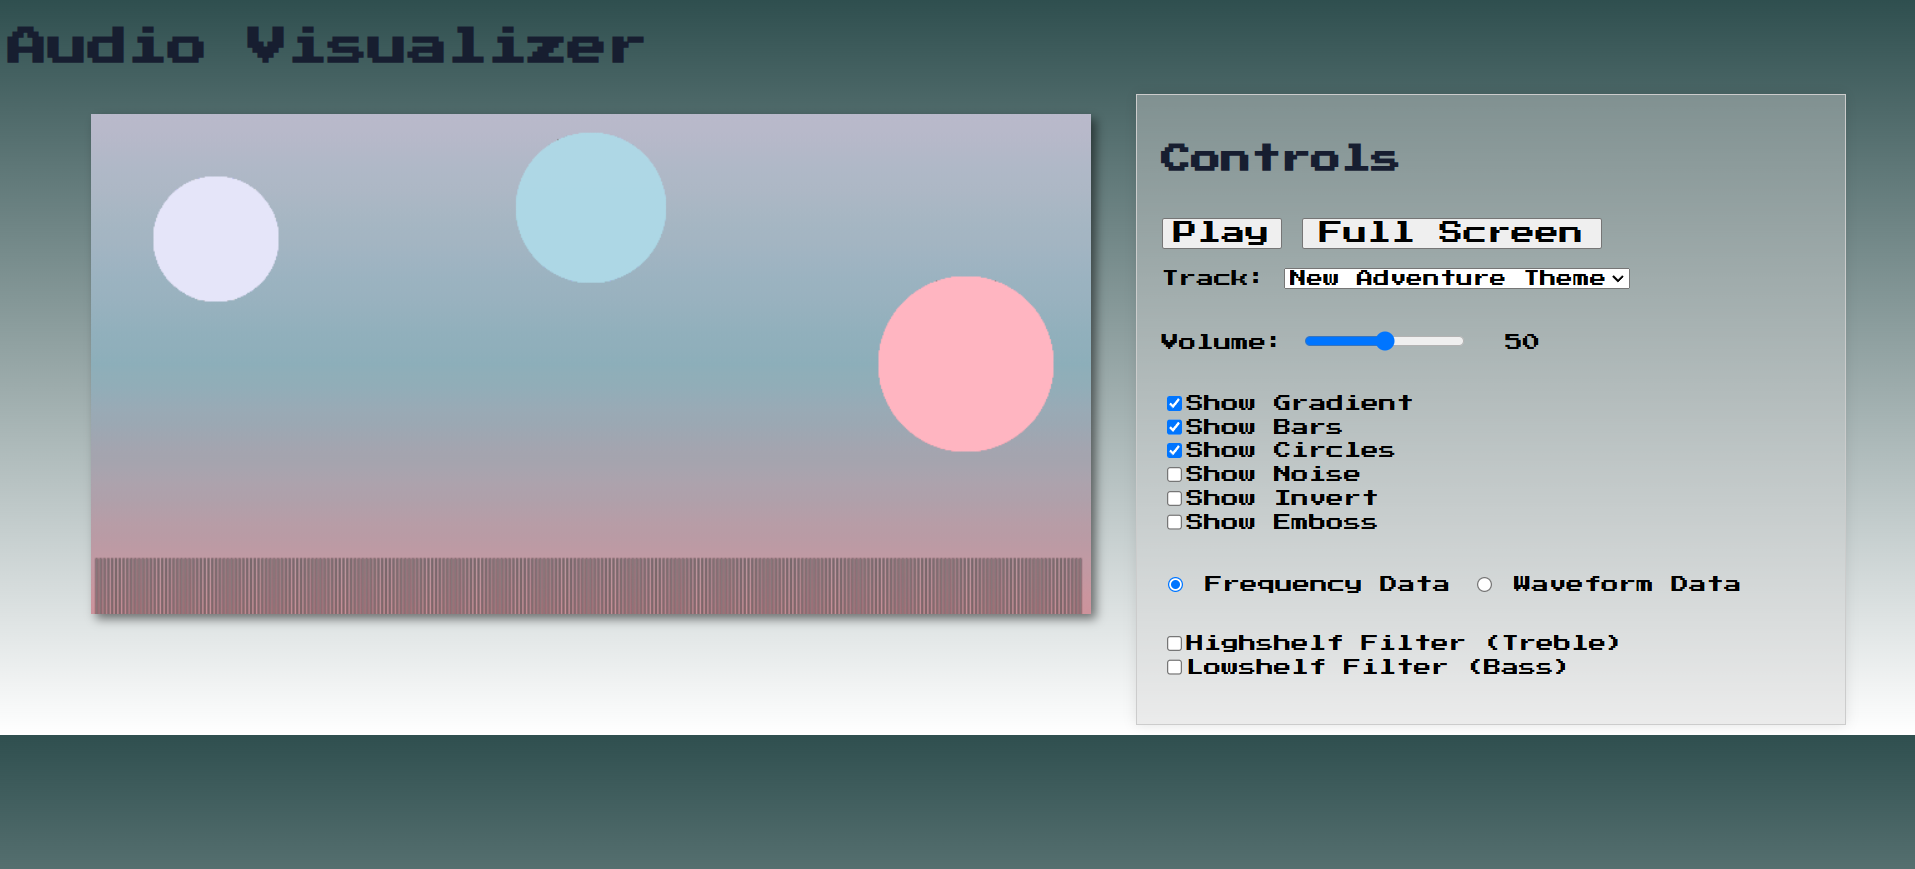 Audio Visualizer
Controls
Play Full Screen
Track: New Adventure Theme
Volume: 50
Show Gradient
Show Bars
Show Circles
Show Noise
Show Invert
Show Emboss
Frequency Data Waveform Data
Highshelf Filter (Treble)
Lowshelf Filter (Bass)